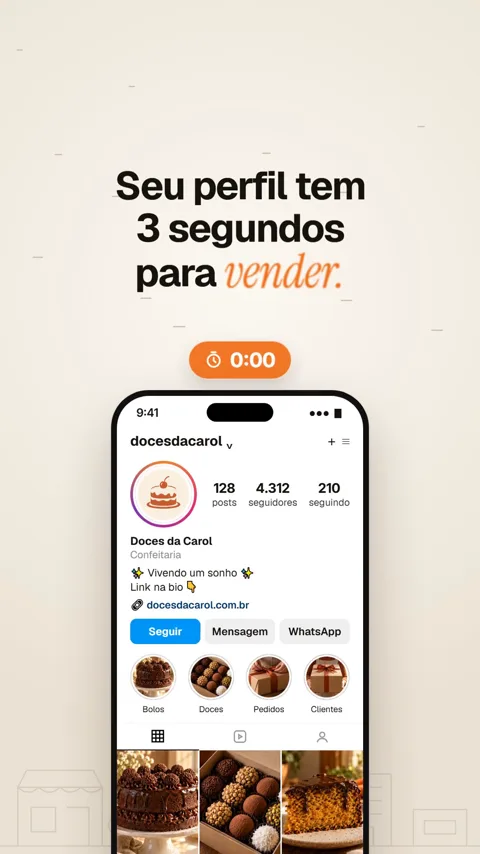 Seu perfil tem
3 segundos
para vender.
0:00
9:41
docesdacarol
128 4.312 210
posts seguidores seguindo
Doces da Carol
Confeitaria
✨ Vivendo um sonho ✨
Link na bio 👇
docesdacarol.com.br
Seguir Mensagem WhatsApp
Bolos Doces Pedidos Clientes